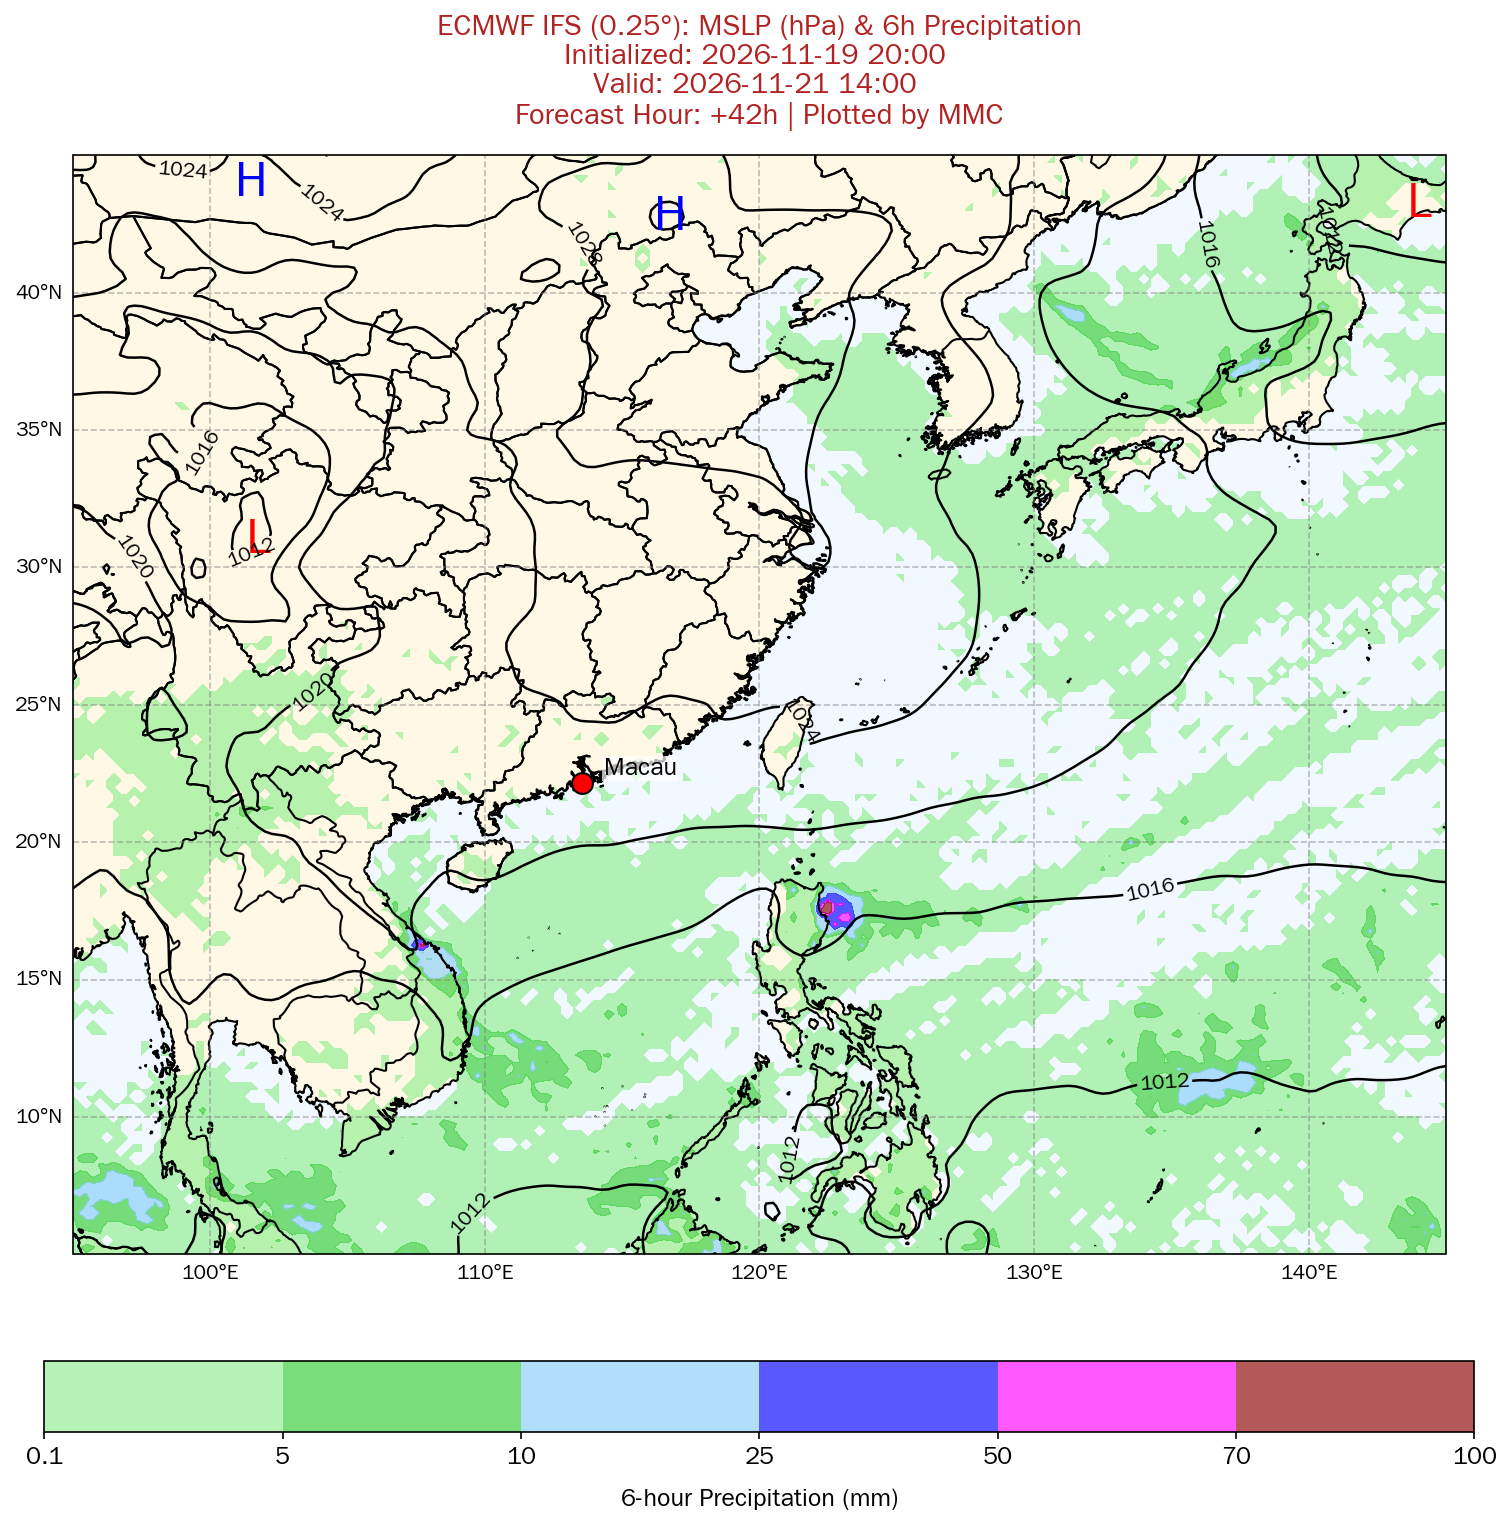 ECMWF IFS (0.25°): MSLP (hPa) & 6h Precipitation
Initialized: 2026-11-19 20:00
Valid: 2026-11-21 14:00
Forecast Hour: +42h | Plotted by MMC
1024
H
1024
H
1028
1016
1012
L
40°N
35°N
1016
L
1012
1020
30°N
1020
25°N
1024
Macau
20°N
1016
15°N
1012
10°N
1012
1012
100°E
110°E
120°E
130°E
140°E
0.1
5
10
25
50
70
100
6-hour Precipitation (mm)